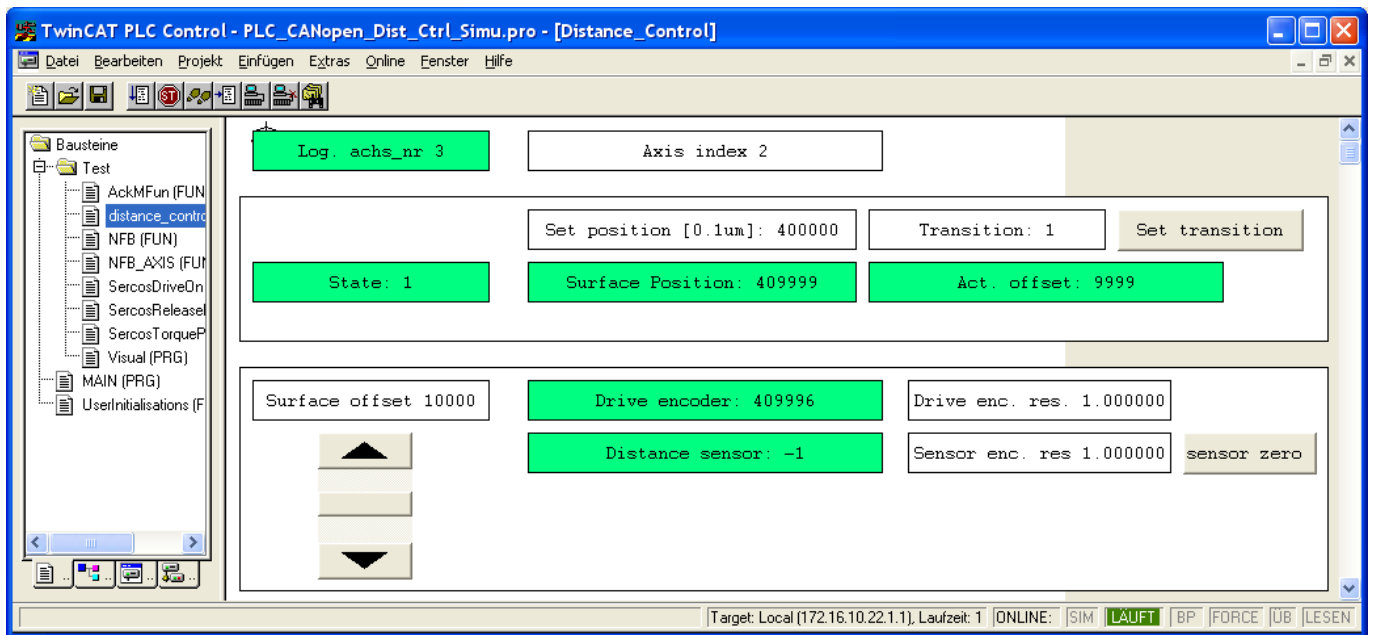 TwinCAT PLC Control - PLC_CANopen_Dist_Ctrl_Simu.pro - [Distance_Control]
Datei Bearbeiten Projekt Einfügen Extras Online Fenster Hilfe
ST
Bausteine
Test
AckMFun (FUN
distance_contro
NFB (FUN)
NFB_AXIS (FUN
SercosDriveOn
SercosReleasel
SercosTorqueP
Visual (PRG)
MAIN (PRG)
UserInitialisations (F
Log. achs_nr 3
Axis index 2
Set position [0.1um]: 400000
Transition: 1
Set transition
State: 1
Surface Position: 409999
Act. offset: 9999
Surface offset 10000
Drive encoder: 409996
Drive enc. res. 1.000000
Distance sensor: -1
Sensor enc. res 1.000000
sensor zero
Target: Local (172.16.10.22.1.1), Laufzeit: 1 ONLINE: SIM LÄUFT BP FORCE ÜB LESEN